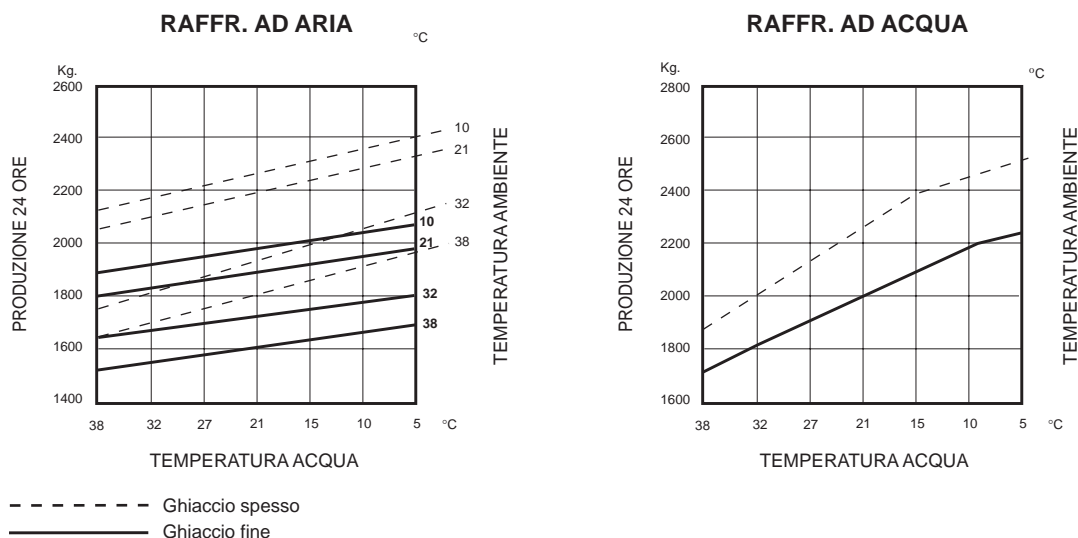 RAFFR. AD ARIA
°C
Kg.
2600
2400
2200
2000
1800
1600
1400
PRODUZIONE 24 ORE
10
21
32
10
21
38
32
38
TEMPERATURA AMBIENTE
38 32 27 21 15 10 5 °C
TEMPERATURA ACQUA
RAFFR. AD ACQUA
°C
Kg.
2800
2600
2400
2200
2000
1800
1600
PRODUZIONE 24 ORE
TEMPERATURA AMBIENTE
38 32 27 21 15 10 5 °C
TEMPERATURA ACQUA
Ghiaccio spesso
Ghiaccio fine